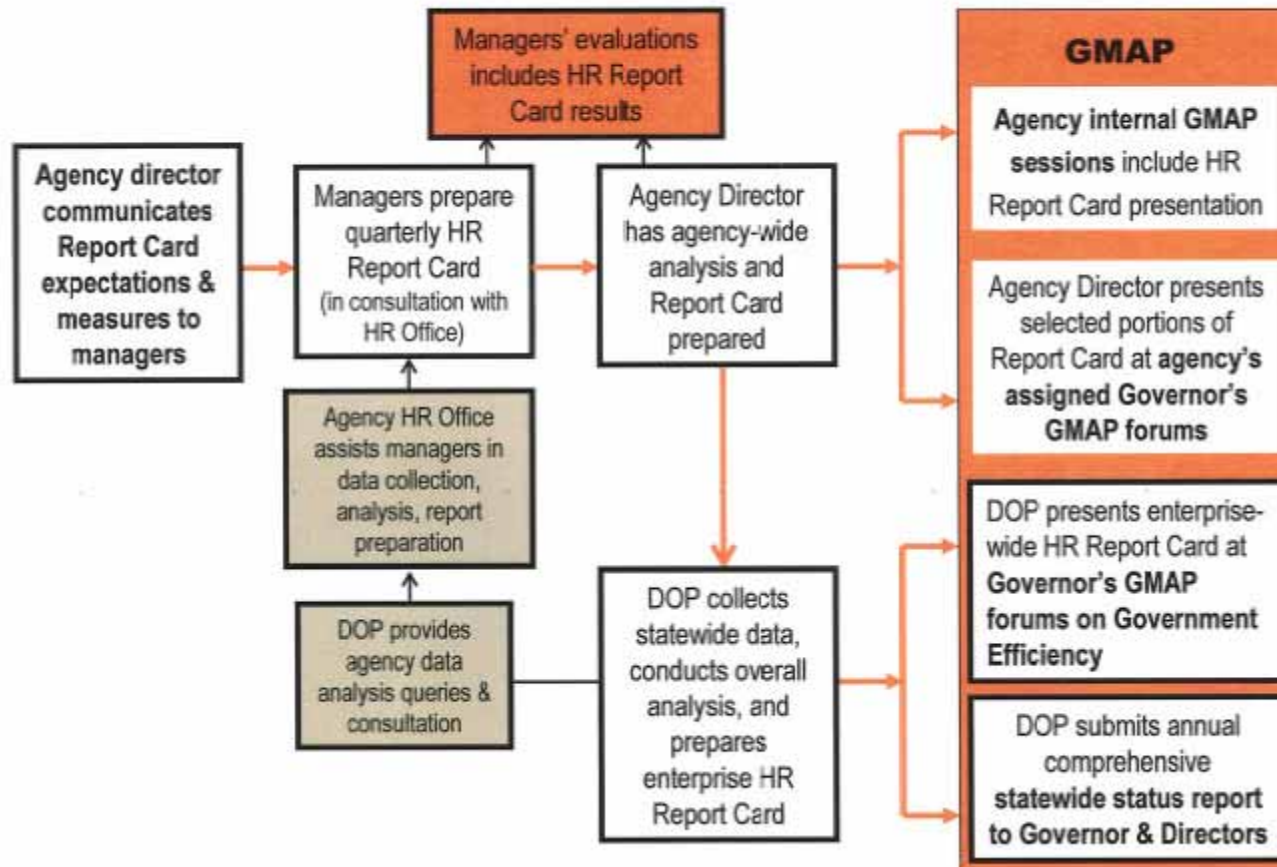 Managers' evaluations
includes HR Report
Card results
Agency director
communicates
Report Card
expectations &
measures to
managers
Managers prepare
quarterly HR
Report Card
(in consultation with
HR Office)
Agency Director
has agency-wide
analysis and
Report Card
prepared
Agency HR Office
assists managers in
data collection,
analysis, report
preparation
DOP provides
agency data
analysis queries &
consultation
DOP collects
statewide data,
conducts overall
analysis, and
prepares
enterprise HR
Report Card
GMAP
Agency internal GMAP
sessions include HR
Report Card presentation
Agency Director presents
selected portions of
Report Card at agency's
assigned Governor's
GMAP forums
DOP presents enterprise-
wide HR Report Card at
Governor's GMAP
forums on Government
Efficiency
DOP submits annual
comprehensive
statewide status report
to Governor & Directors